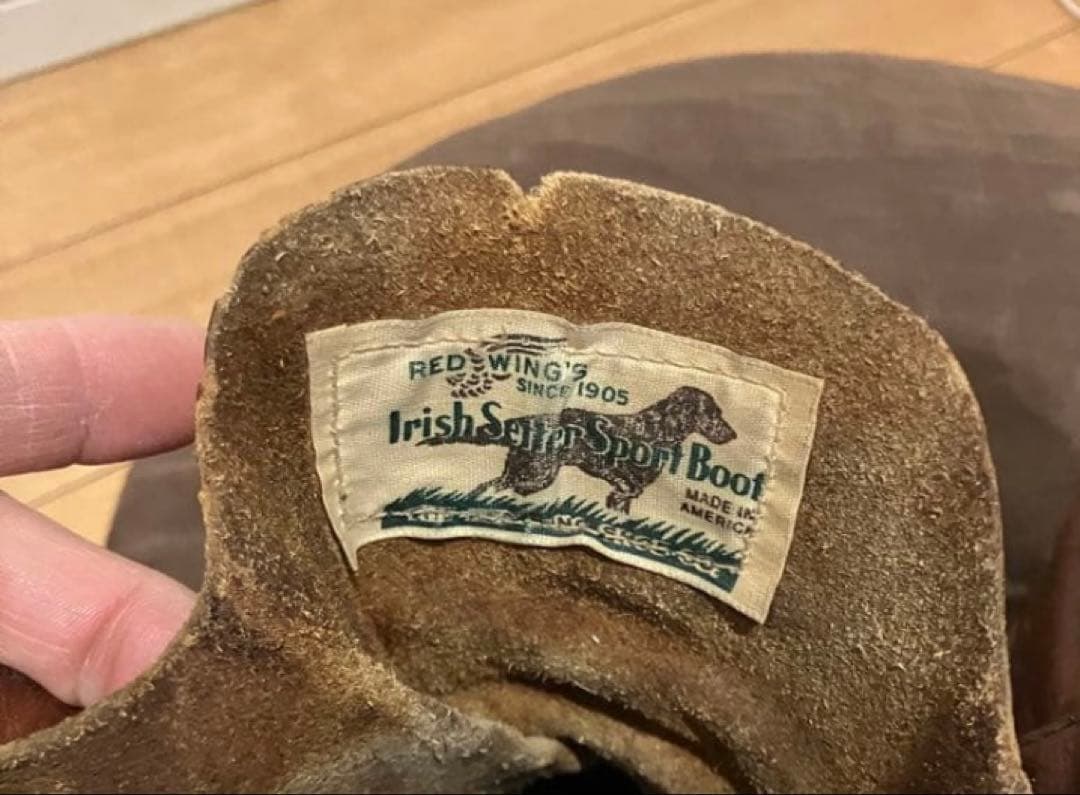 RED WING'S
SINCE 1905
Irish Setter Sport Boot
MADE IN
AMERICA